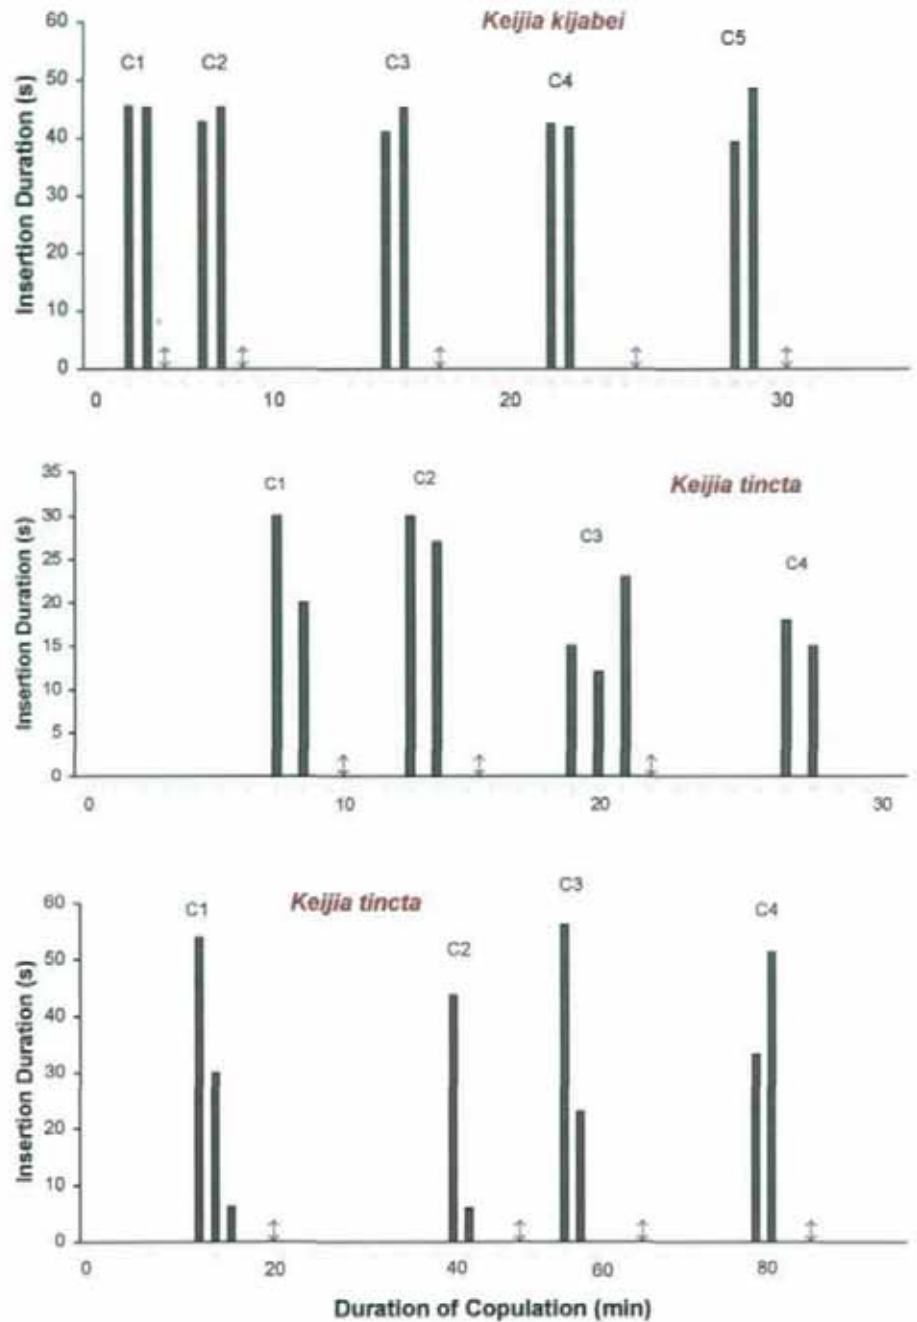 Keijia kijabei
60
C5
C1
C2
C3
C4
50
40
30
20
10
0
Insertion Duration (s)
0
10
20
30
35
C1
C2
Keijia tincta
30
C3
25
C4
20
15
10
5
0
Insertion Duration (s)
0
10
20
30
60
C1
Keijia tincta
C3
C4
C2
50
40
30
20
10
0
Insertion Duration (s)
0
20
40
60
80
Duration of Copulation (min)